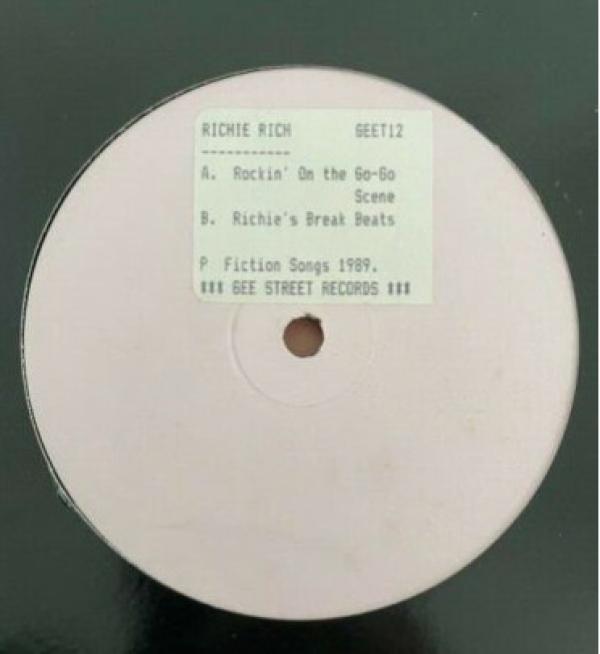 RICHIE RICH GEET12
-----------
A. Rockin' On the Go-Go
Scene
B. Richie's Break Beats
P Fiction Songs 1989.
*** GEE STREET RECORDS ***